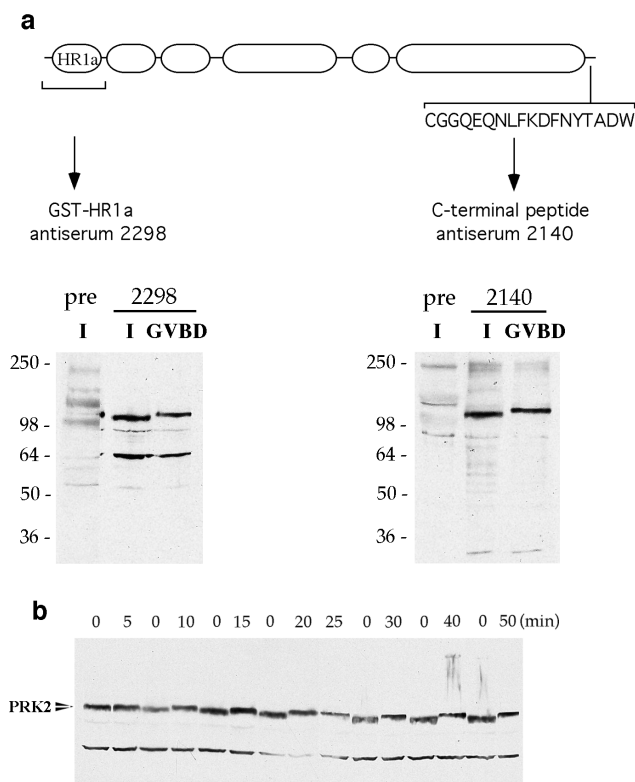 a
HR1a
CGGQEQNLFKDFNYTADW
GST-HR1a
antiserum 2298
C-terminal peptide
antiserum 2140
pre 2298
I I GVBD
250 -
98 -
64 -
50 -
36 -
pre 2140
I I GVBD
250 -
98 -
64 -
50 -
36 -
b
0 5 0 10 0 15 0 20 25 0 30 0 40 0 50 (min)
PRK2